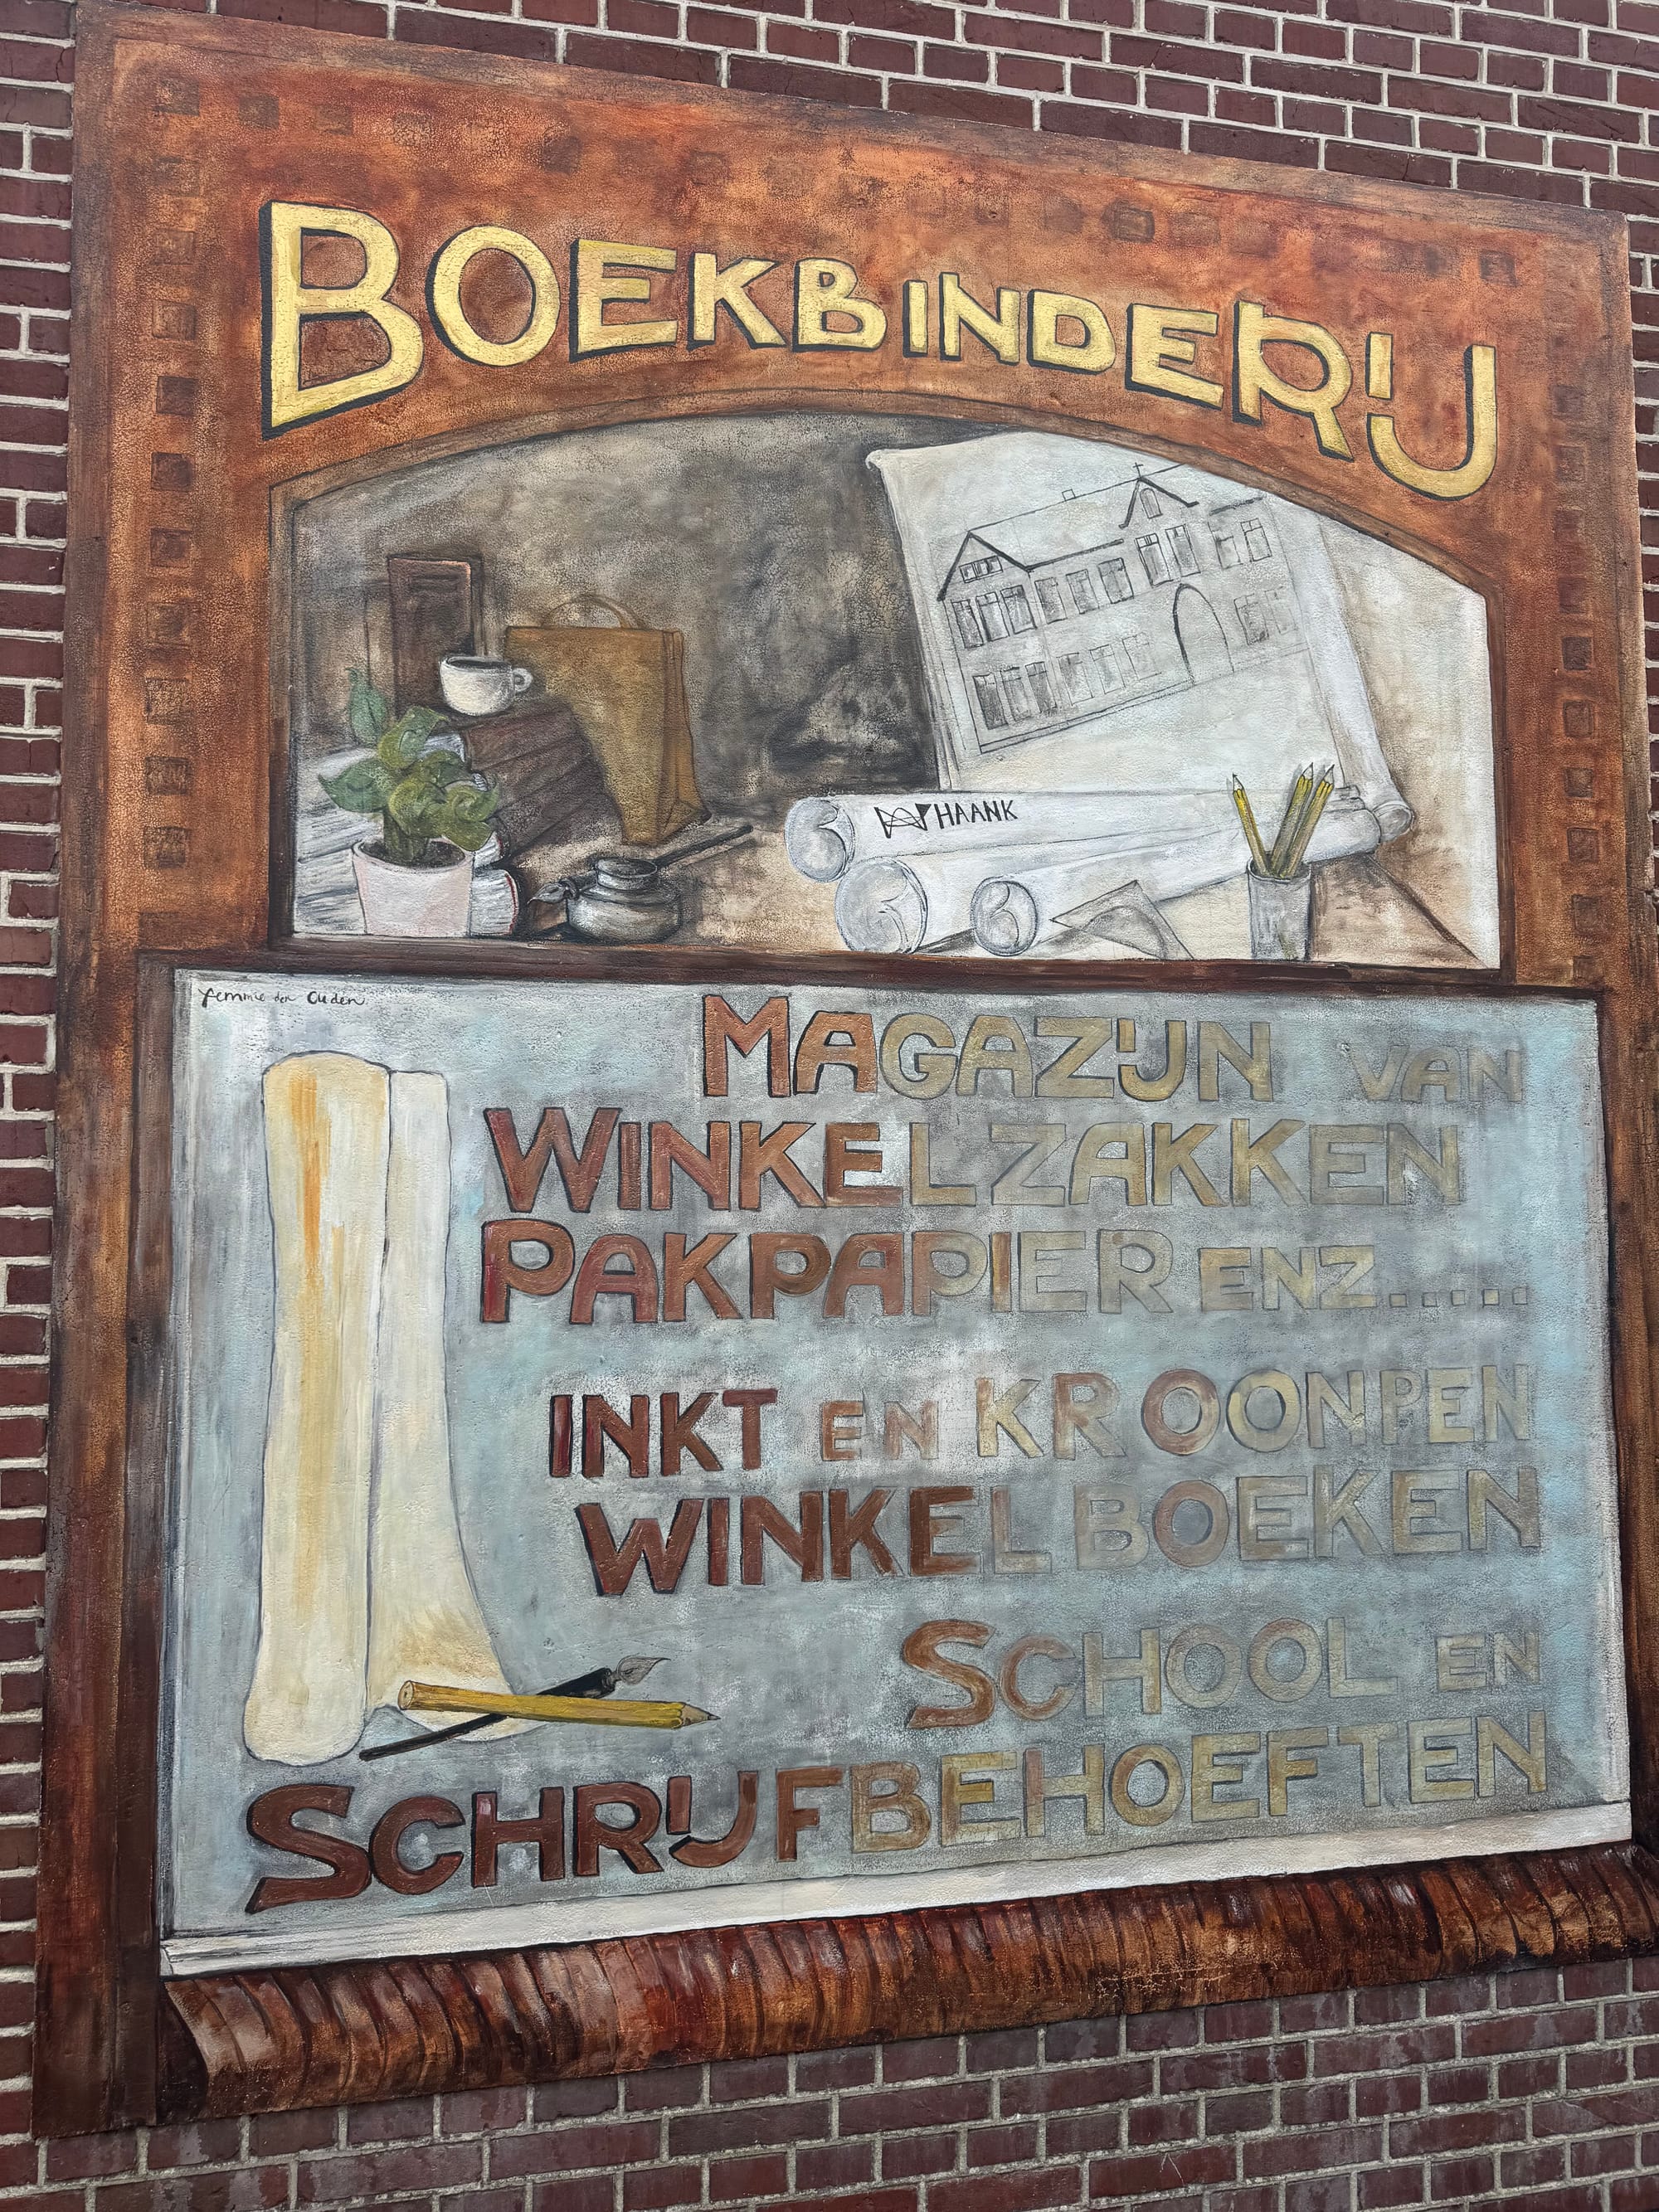 BOEKBINDERIJ
HAANK
Femmie den Ouden
MAGAZIJN VAN
WINKELZAKKEN
PAKPAPIER ENZ.....
INKT EN KROONPEN
WINKELBOEKEN
SCHOOL EN
SCHRIJFBEHOEFTEN